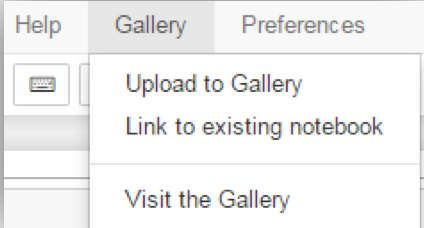 Help Gallery Preferences
Upload to Gallery
Link to existing notebook
Visit the Gallery